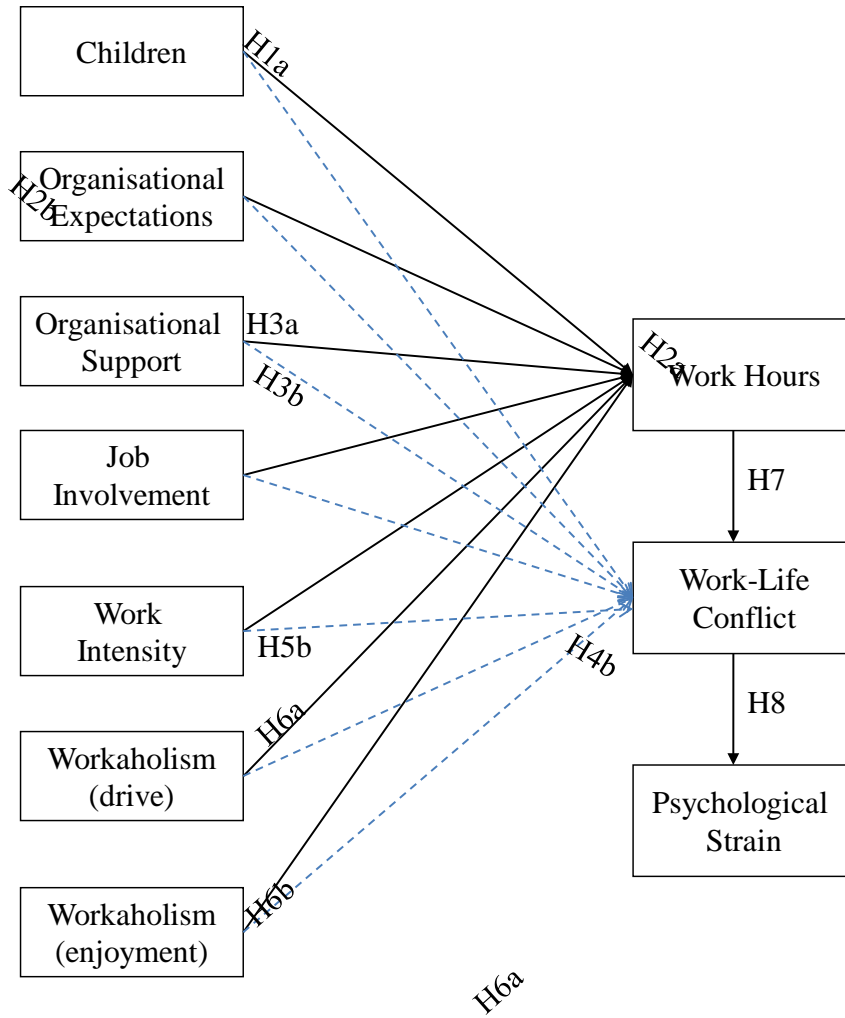 Children
H1a
Organisational
Expectations
H2b
Organisational
Support
H3a
H3b
H2a
Work Hours
Job
Involvement
H7
Work-Life
Conflict
Work
Intensity
H5b
H4b
H8
H6a
Workaholism
(drive)
Psychological
Strain
Workaholism
(enjoyment)
H6b
H6a